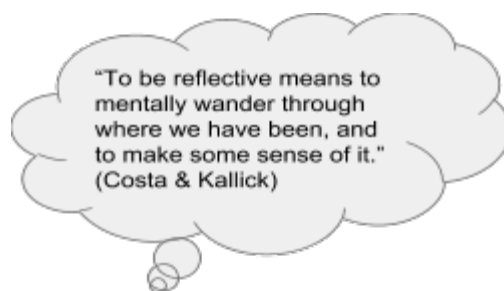 “To be reflective means to
mentally wander through
where we have been, and
to make some sense of it.”
(Costa & Kallick)